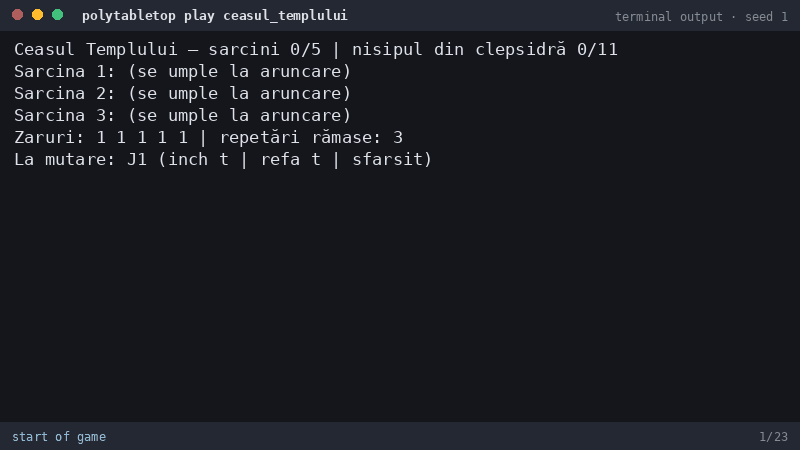 polytabletop play ceasul_templului
terminal output · seed 1
Ceasul Templului — sarcini 0/5 | nisipul din clepsidră 0/11
Sarcina 1: (se umple la aruncare)
Sarcina 2: (se umple la aruncare)
Sarcina 3: (se umple la aruncare)
Zaruri: 1 1 1 1 1 | repetări rămase: 3
La mutare: J1 (inch t | refa t | sfarsit)
start of game
1/23